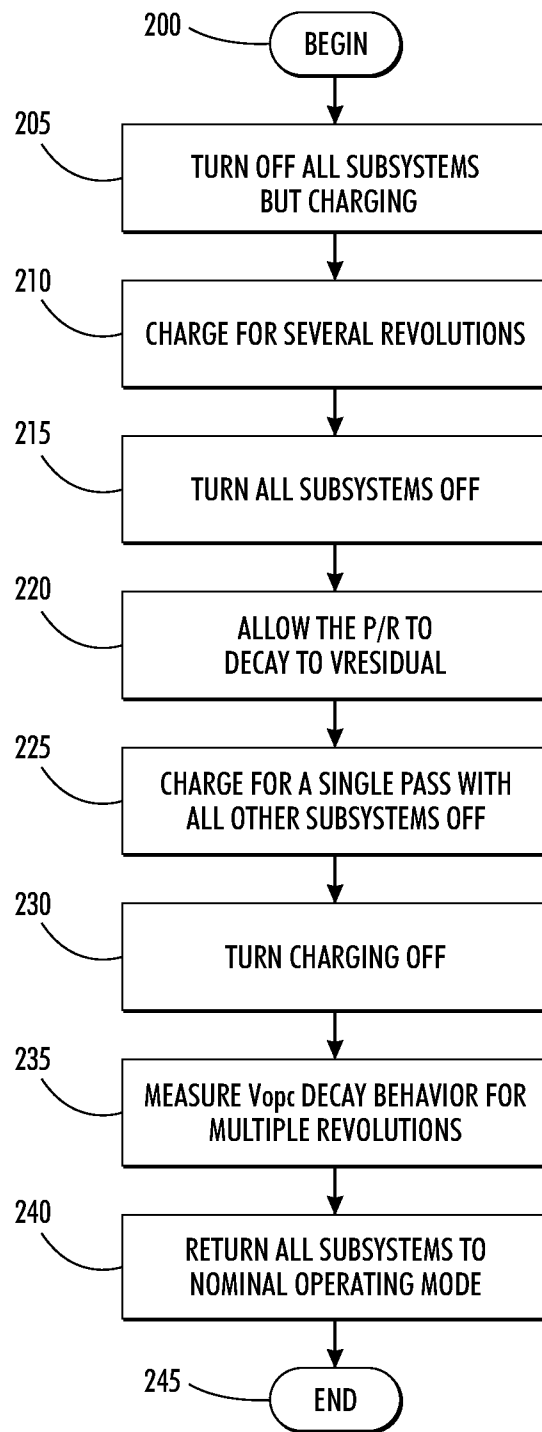 200
BEGIN
205
TURN OFF ALL SUBSYSTEMS
BUT CHARGING
210
CHARGE FOR SEVERAL REVOLUTIONS
215
TURN ALL SUBSYSTEMS OFF
220
ALLOW THE P/R TO
DECAY TO VRESIDUAL
225
CHARGE FOR A SINGLE PASS WITH
ALL OTHER SUBSYSTEMS OFF
230
TURN CHARGING OFF
235
MEASURE Vopc DECAY BEHAVIOR FOR
MULTIPLE REVOLUTIONS
240
RETURN ALL SUBSYSTEMS TO
NOMINAL OPERATING MODE
245
END